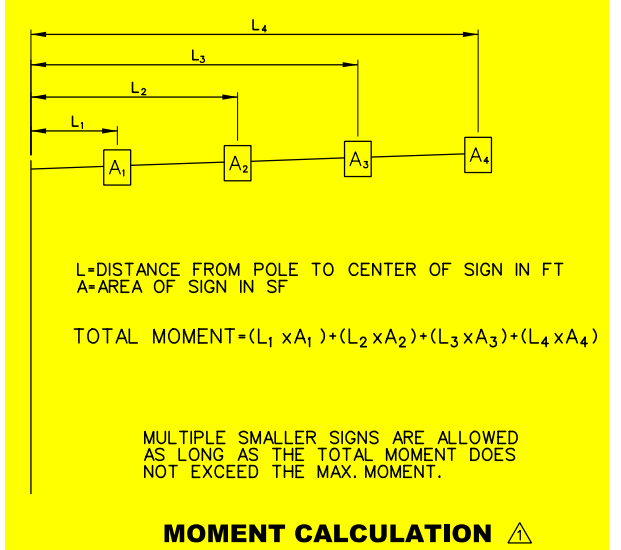 L₄
L₃
L₂
L₁
A₁ A₂ A₃ A₄
L=DISTANCE FROM POLE TO CENTER OF SIGN IN FT
A=AREA OF SIGN IN SF
TOTAL MOMENT=(L₁ xA₁ )+(L₂ xA₂)+(L₃ xA₃)+(L₄ xA₄)
MULTIPLE SMALLER SIGNS ARE ALLOWED
AS LONG AS THE TOTAL MOMENT DOES
NOT EXCEED THE MAX. MOMENT.
MOMENT CALCULATION 1